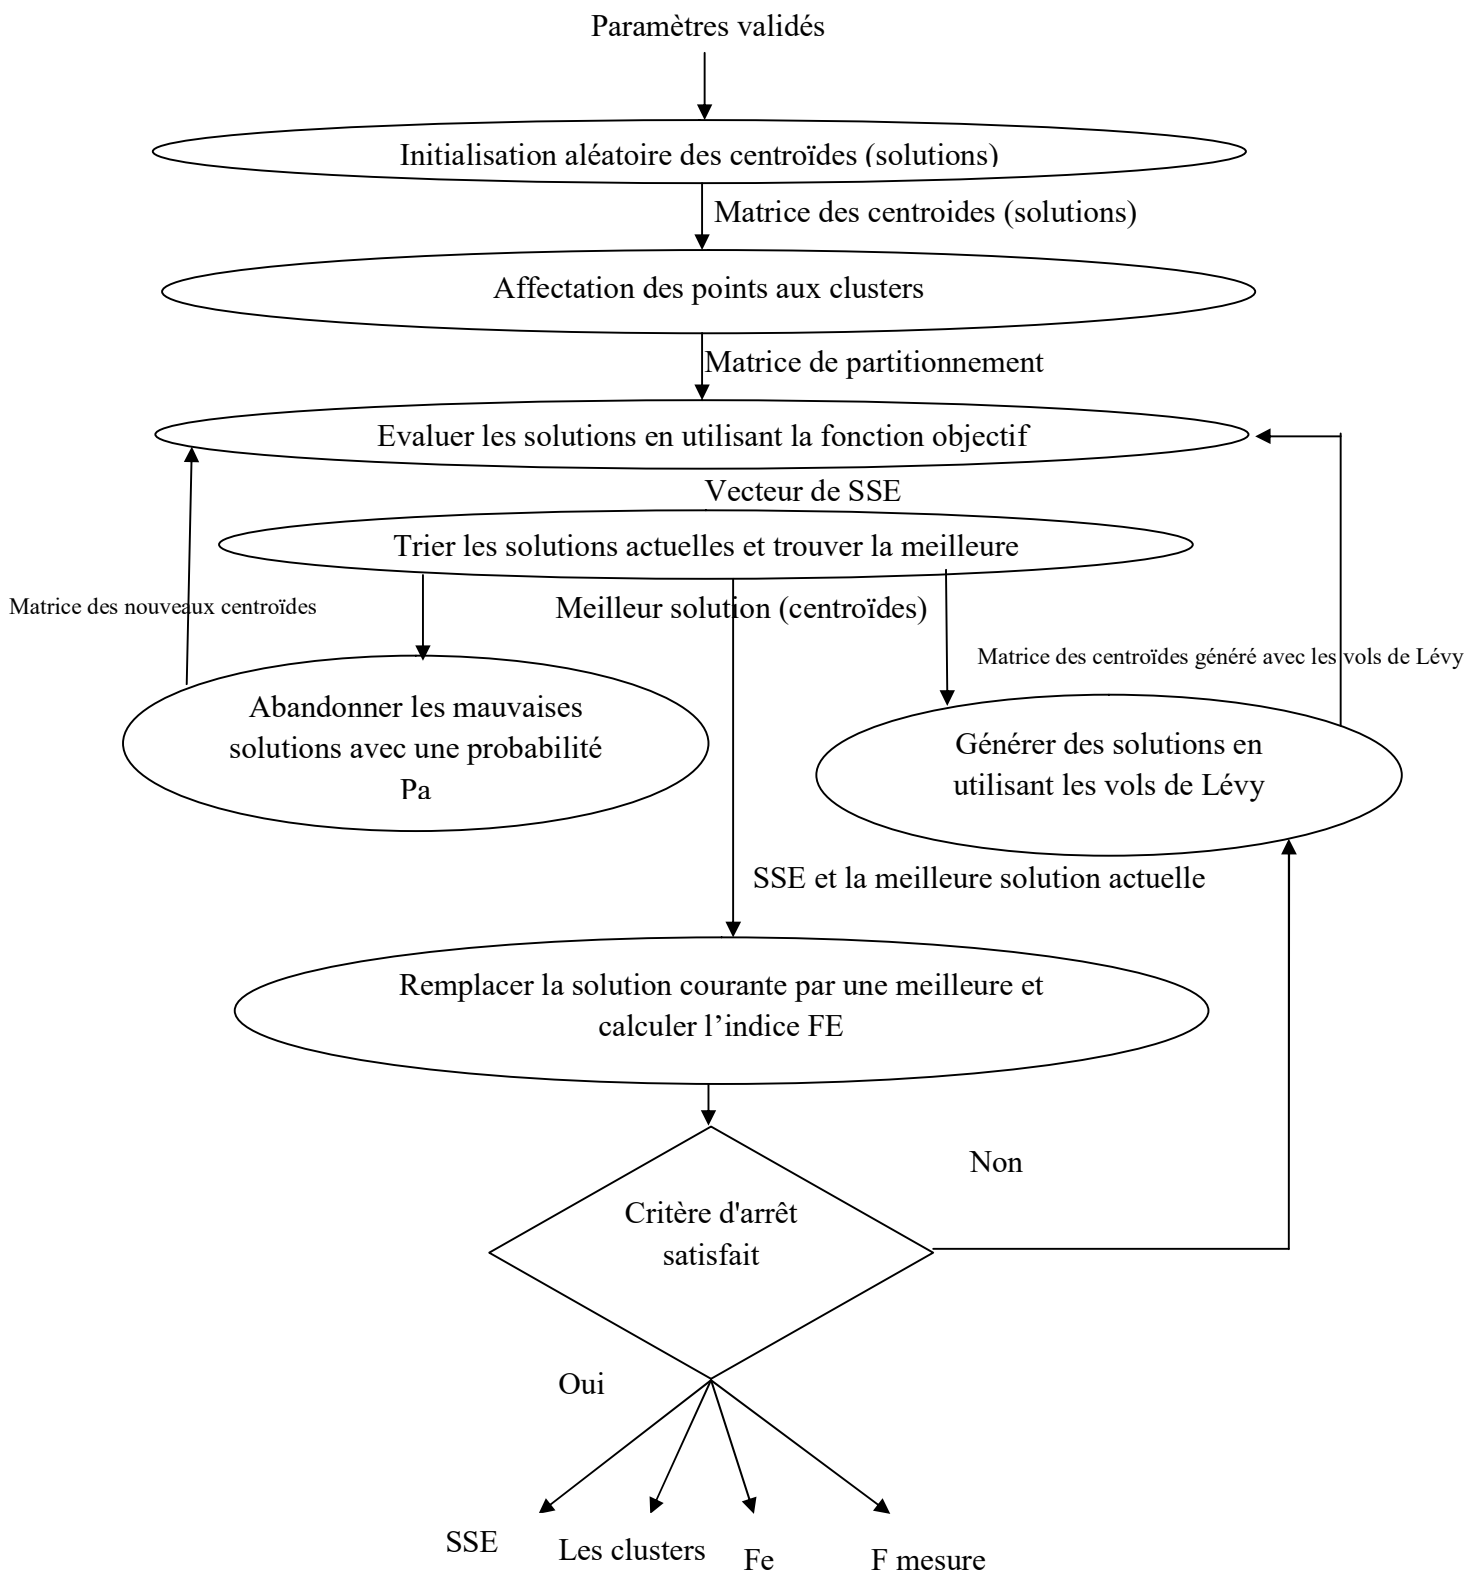 Paramètres validés
Initialisation aléatoire des centroïdes (solutions)
Matrice des centroides (solutions)
Affectation des points aux clusters
Matrice de partitionnement
Evaluer les solutions en utilisant la fonction objectif
Vecteur de SSE
Trier les solutions actuelles et trouver la meilleure
Matrice des nouveaux centroïdes
Meilleur solution (centroïdes)
Matrice des centroïdes généré avec les vols de Lévy
Abandonner les mauvaises
solutions avec une probabilité
Pa
Générer des solutions en
utilisant les vols de Lévy
SSE et la meilleure solution actuelle
Remplacer la solution courante par une meilleure et
calculer l’indice FE
Non
Critère d'arrêt
satisfait
Oui
SSE
Les clusters
Fe
F mesure